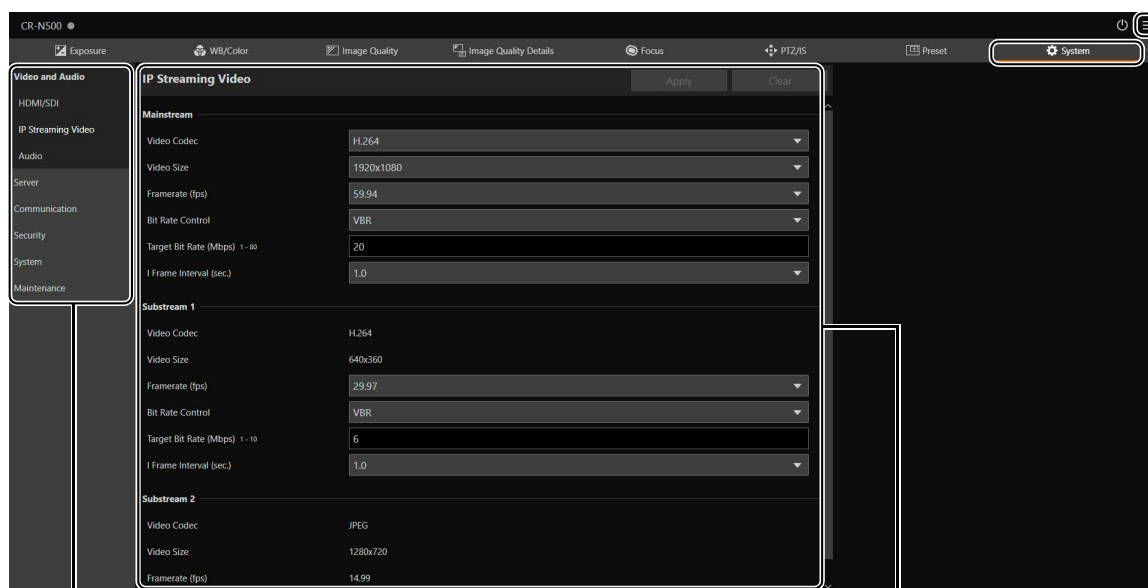 CR-N500
Exposure WB/Color Image Quality Image Quality Details Focus PTZ/IS Preset System
Video and Audio
HDMI/SDI
IP Streaming Video
Audio
Server
Communication
Security
System
Maintenance
IP Streaming Video Apply Clear
Mainstream
Video Codec H.264
Video Size 1920x1080
Framerate (fps) 59.94
Bit Rate Control VBR
Target Bit Rate (Mbps) 1 - 80 20
I Frame Interval (sec.) 1.0
Substream 1
Video Codec H.264
Video Size 640x360
Framerate (fps) 29.97
Bit Rate Control VBR
Target Bit Rate (Mbps) 1 - 10 6
I Frame Interval (sec.) 1.0
Substream 2
Video Codec JPEG
Video Size 1280x720
Framerate (fps) 14.99